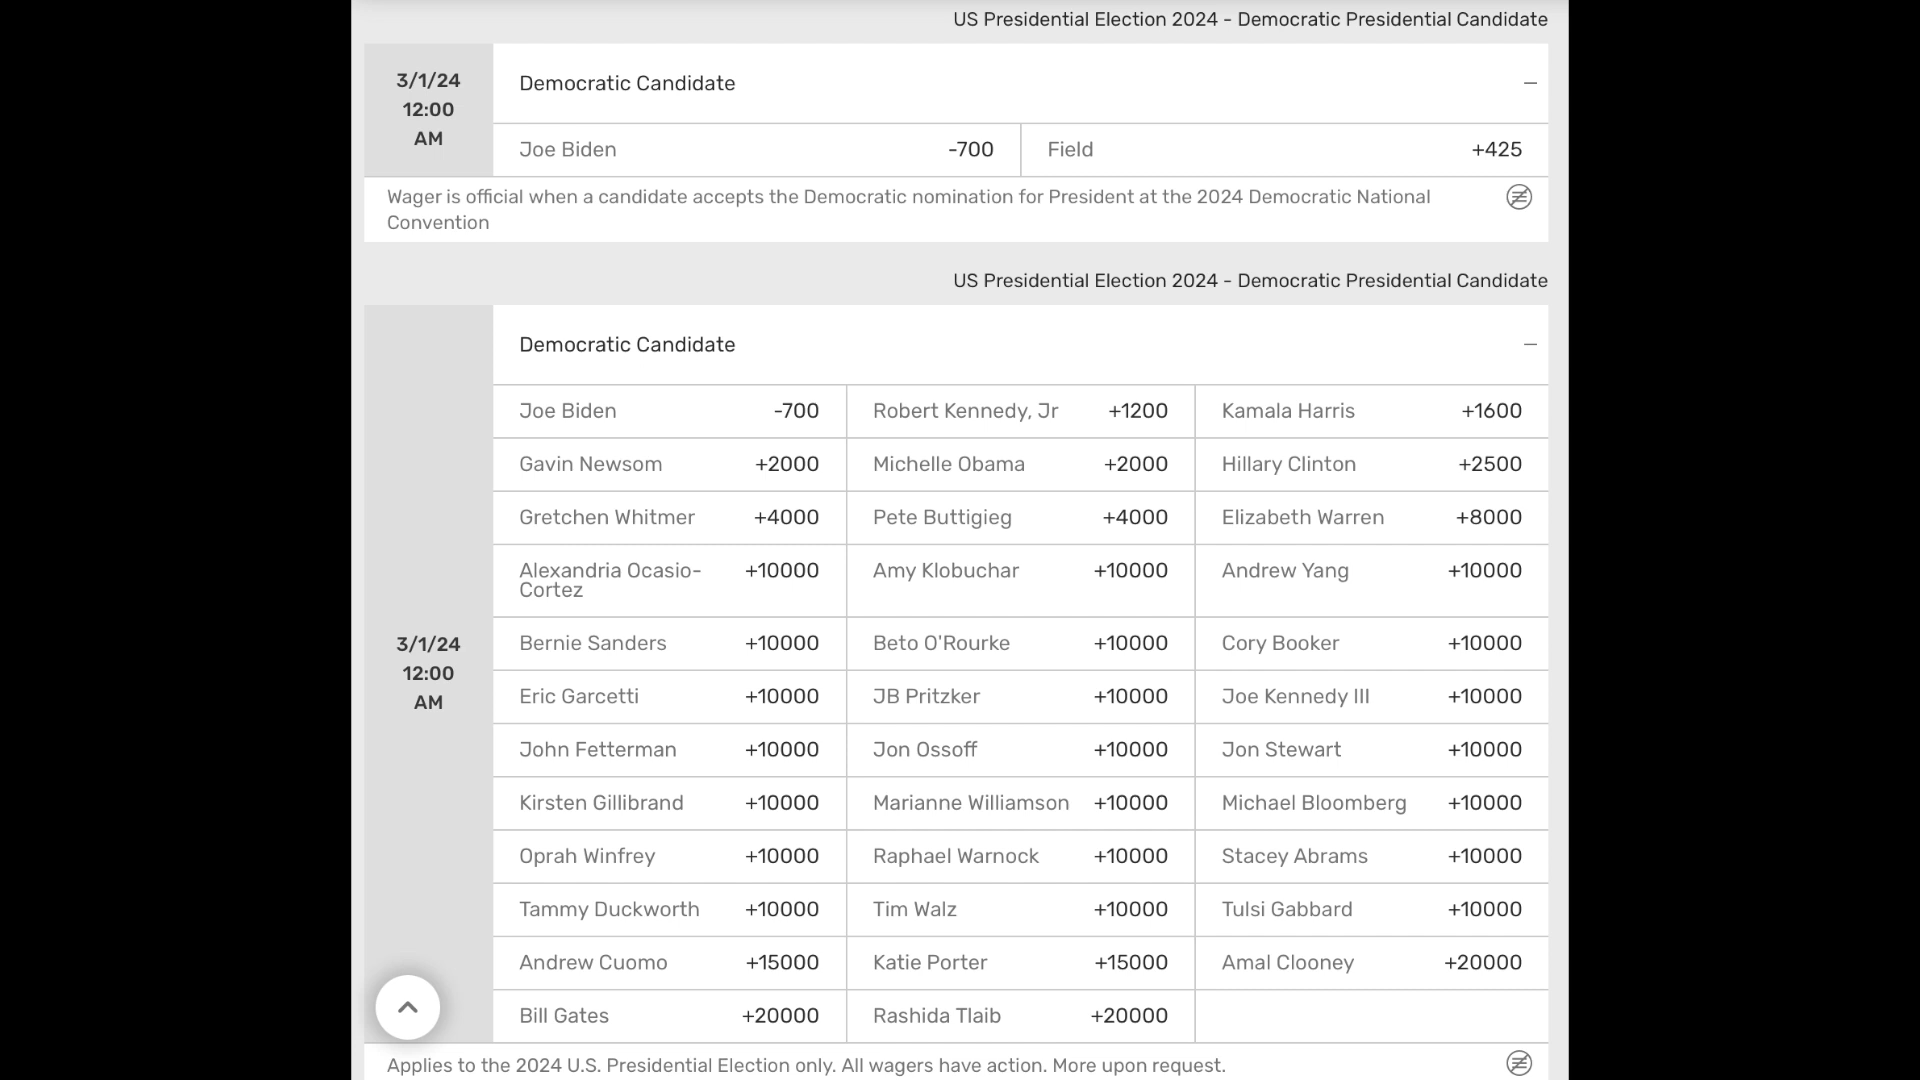 US Presidential Election 2024 - Democratic Presidential Candidate
3/1/24
12:00
AM
Democratic Candidate
Joe Biden -700 Field +425
Wager is official when a candidate accepts the Democratic nomination for President at the 2024 Democratic National
Convention
US Presidential Election 2024 - Democratic Presidential Candidate
3/1/24
12:00
AM
Democratic Candidate
Joe Biden -700 Robert Kennedy, Jr +1200 Kamala Harris +1600
Gavin Newsom +2000 Michelle Obama +2000 Hillary Clinton +2500
Gretchen Whitmer +4000 Pete Buttigieg +4000 Elizabeth Warren +8000
Alexandria Ocasio- +10000 Amy Klobuchar +10000 Andrew Yang +10000
Cortez
Bernie Sanders +10000 Beto O'Rourke +10000 Cory Booker +10000
Eric Garcetti +10000 JB Pritzker +10000 Joe Kennedy III +10000
John Fetterman +10000 Jon Ossoff +10000 Jon Stewart +10000
Kirsten Gillibrand +10000 Marianne Williamson +10000 Michael Bloomberg +10000
Oprah Winfrey +10000 Raphael Warnock +10000 Stacey Abrams +10000
Tammy Duckworth +10000 Tim Walz +10000 Tulsi Gabbard +10000
Andrew Cuomo +15000 Katie Porter +15000 Amal Clooney +20000
Bill Gates +20000 Rashida Tlaib +20000
Applies to the 2024 U.S. Presidential Election only. All wagers have action. More upon request.